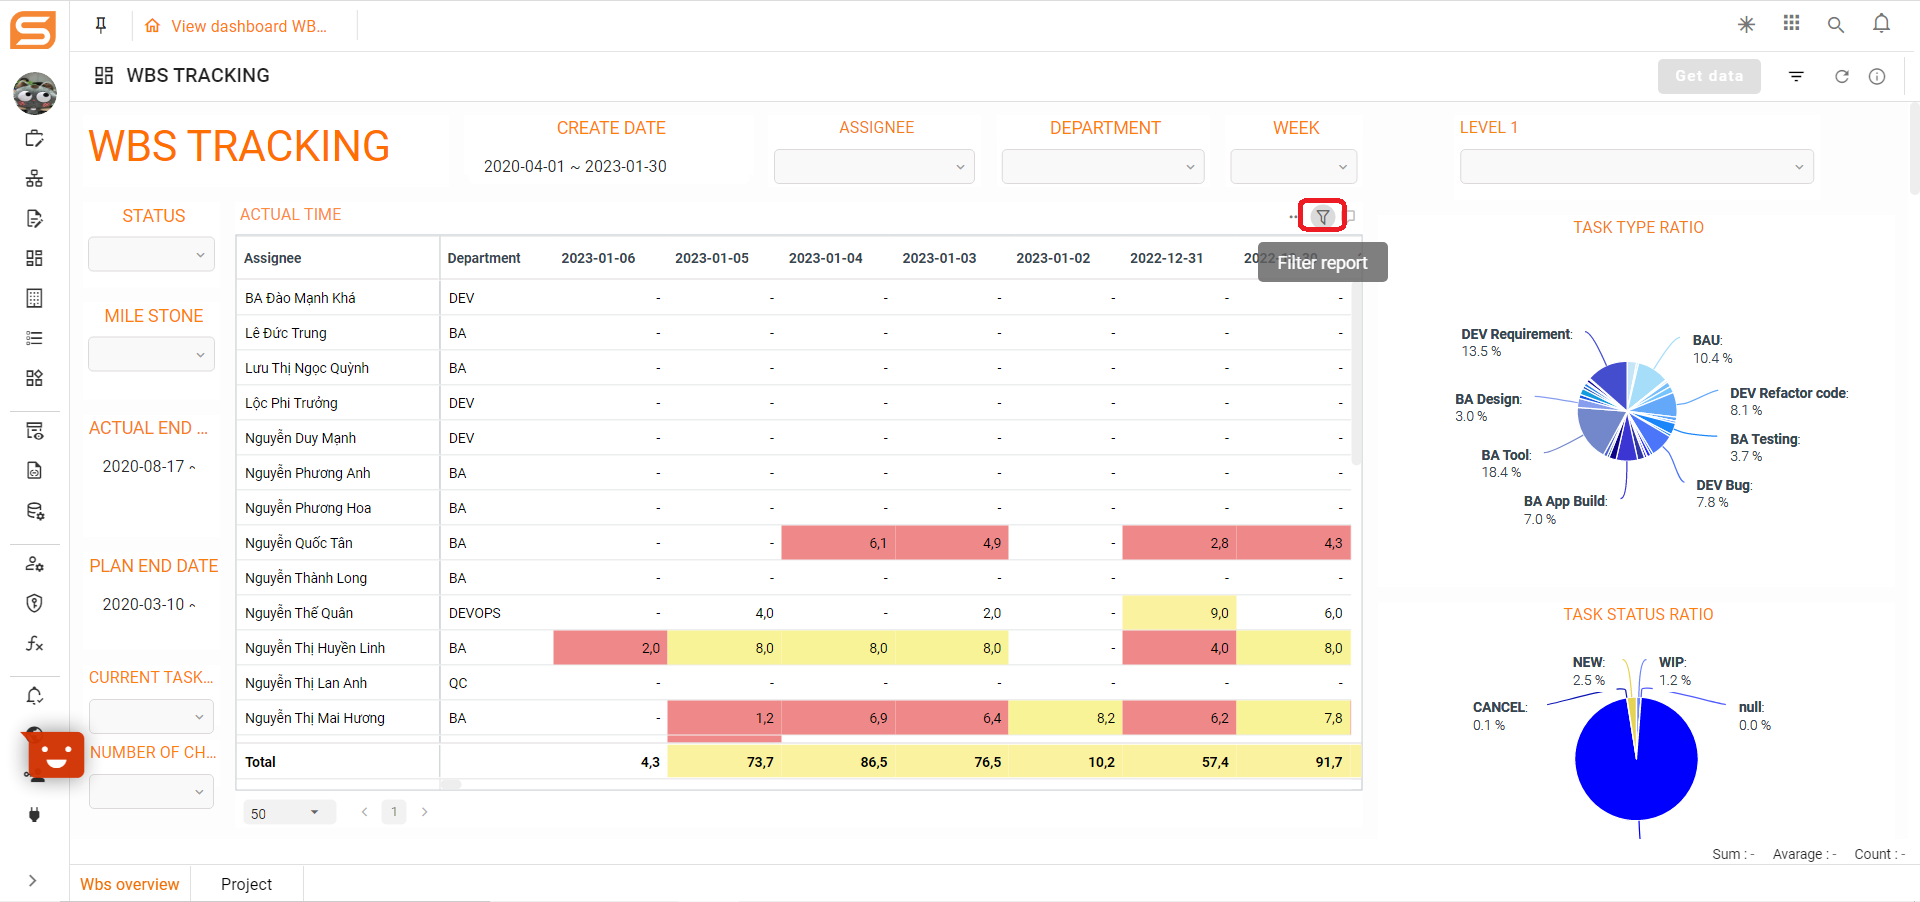 View dashboard WB...
WBS TRACKING
Get data
WBS TRACKING
CREATE DATE
2020-04-01 ~ 2023-01-30
ASSIGNEE
DEPARTMENT
WEEK
LEVEL 1
STATUS
MILE STONE
ACTUAL END ...
2020-08-17 ~
PLAN END DATE
2020-03-10 ~
CURRENT TASK...
NUMBER OF CH...
ACTUAL TIME
Filter report
Assignee Department 2023-01-06 2023-01-05 2023-01-04 2023-01-03 2023-01-02 2022-12-31
BA Đào Mạnh Khá DEV - - - - - - -
Lê Đức Trung BA - - - - - - -
Lưu Thị Ngọc Quỳnh BA - - - - - - -
Lộc Phi Trưởng DEV - - - - - - -
Nguyễn Duy Mạnh DEV - - - - - - -
Nguyễn Phương Anh BA - - - - - - -
Nguyễn Phương Hoa BA - - - - - - -
Nguyễn Quốc Tân BA - - 6,1 4,9 - 2,8 4,3
Nguyễn Thành Long BA - - - - - - -
Nguyễn Thế Quân DEVOPS - 4,0 - 2,0 - 9,0 6,0
Nguyễn Thị Huyền Linh BA 2,0 8,0 8,0 8,0 - 4,0 8,0
Nguyễn Thị Lan Anh QC - - - - - - -
Nguyễn Thị Mai Hương BA - 1,2 6,9 6,4 8,2 6,2 7,8
Total 4,3 73,7 86,5 76,5 10,2 57,4 91,7
50 1
TASK TYPE RATIO
DEV Requirement:
13.5 %
BAU:
10.4 %
BA Design:
3.0 %
DEV Refactor code:
8.1 %
BA Testing:
3.7 %
BA Tool:
18.4 %
DEV Bug:
7.8 %
BA App Build:
7.0 %
TASK STATUS RATIO
NEW:
2.5 %
WIP:
1.2 %
CANCEL:
0.1 %
null:
0.0 %
Sum : - Avarage : - Count : -
Wbs overview Project